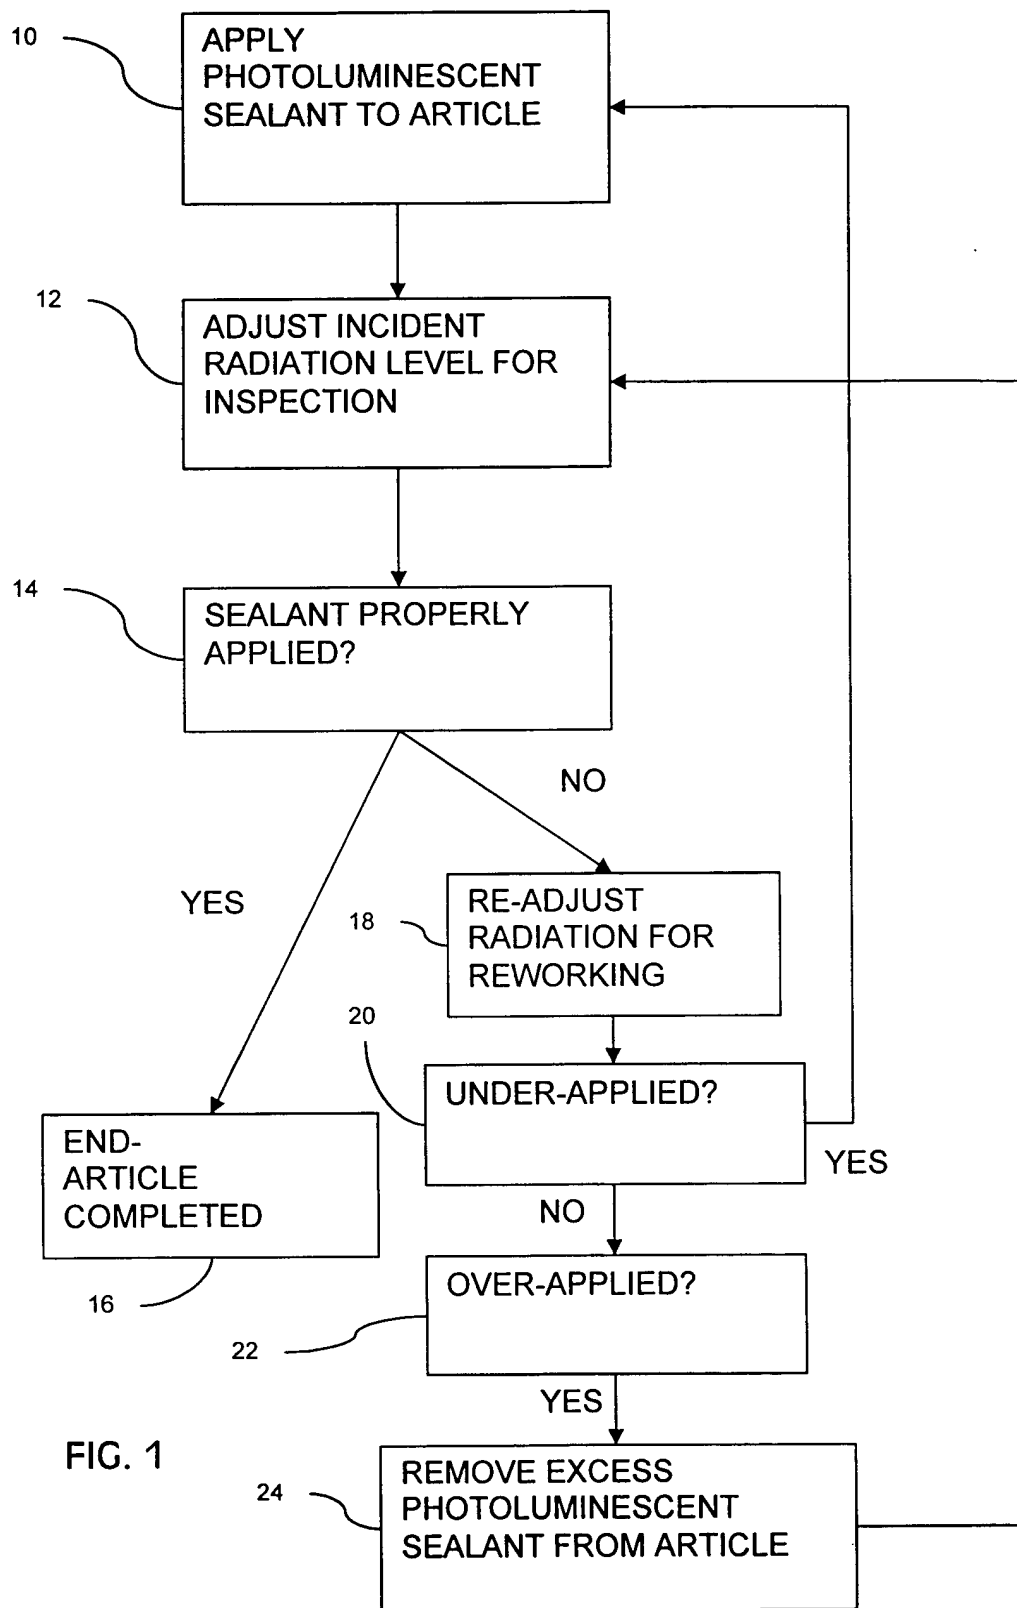 10
APPLY
PHOTOLUMINESCENT
SEALANT TO ARTICLE
12
ADJUST INCIDENT
RADIATION LEVEL FOR
INSPECTION
14
SEALANT PROPERLY
APPLIED?
NO
YES
18
RE-ADJUST
RADIATION FOR
REWORKING
20
UNDER-APPLIED?
YES
END-
ARTICLE
COMPLETED
16
NO
OVER-APPLIED?
22
YES
FIG. 1
24
REMOVE EXCESS
PHOTOLUMINESCENT
SEALANT FROM ARTICLE